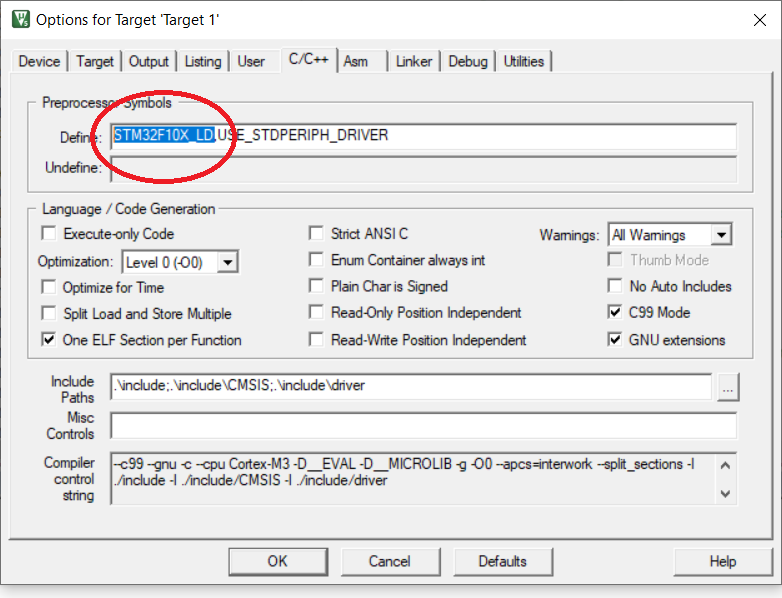 Options for Target 'Target 1'
Device Target Output Listing User C/C++ Asm Linker Debug Utilities
Preprocessor Symbols
Define: STM32F10X_LD,USE_STDPERIPH_DRIVER
Undefine:
Language / Code Generation
Execute-only Code Strict ANSI C Warnings: All Warnings
Optimization: Level 0 (-O0) Enum Container always int Thumb Mode
Optimize for Time Plain Char is Signed No Auto Includes
Split Load and Store Multiple Read-Only Position Independent C99 Mode
One ELF Section per Function Read-Write Position Independent GNU extensions
Include Paths .\include;.\include\CMSIS;.\include\driver ...
Misc Controls
Compiler control string --c99 --gnu -c --cpu Cortex-M3 -D__EVAL -D__MICROLIB -g -O0 --apcs=interwork --split_sections -I
./include -I ./include/CMSIS -I ./include/driver
OK Cancel Defaults Help